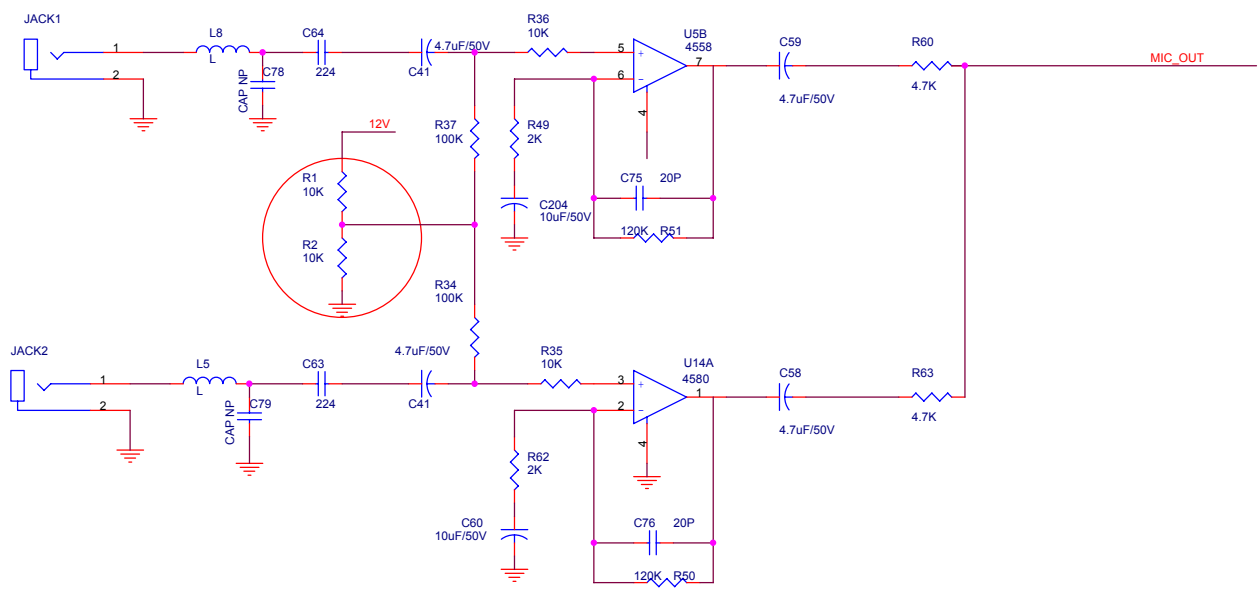 JACK1
1
2
L8
L
C78
CAP NP
C64
224
4.7uF/50V
C41
R36
10K
5
6
U5B
4558
7
4
C59
4.7uF/50V
R60
4.7K
MIC_OUT
12V
R37
100K
R49
2K
R1
10K
C75
20P
C204
10uF/50V
120K
R51
R2
10K
R34
100K
JACK2
1
2
L5
L
C79
CAP NP
C63
224
4.7uF/50V
C41
R35
10K
3
2
U14A
4580
1
4
C58
4.7uF/50V
R63
4.7K
R62
2K
C60
10uF/50V
C76
20P
120K
R50